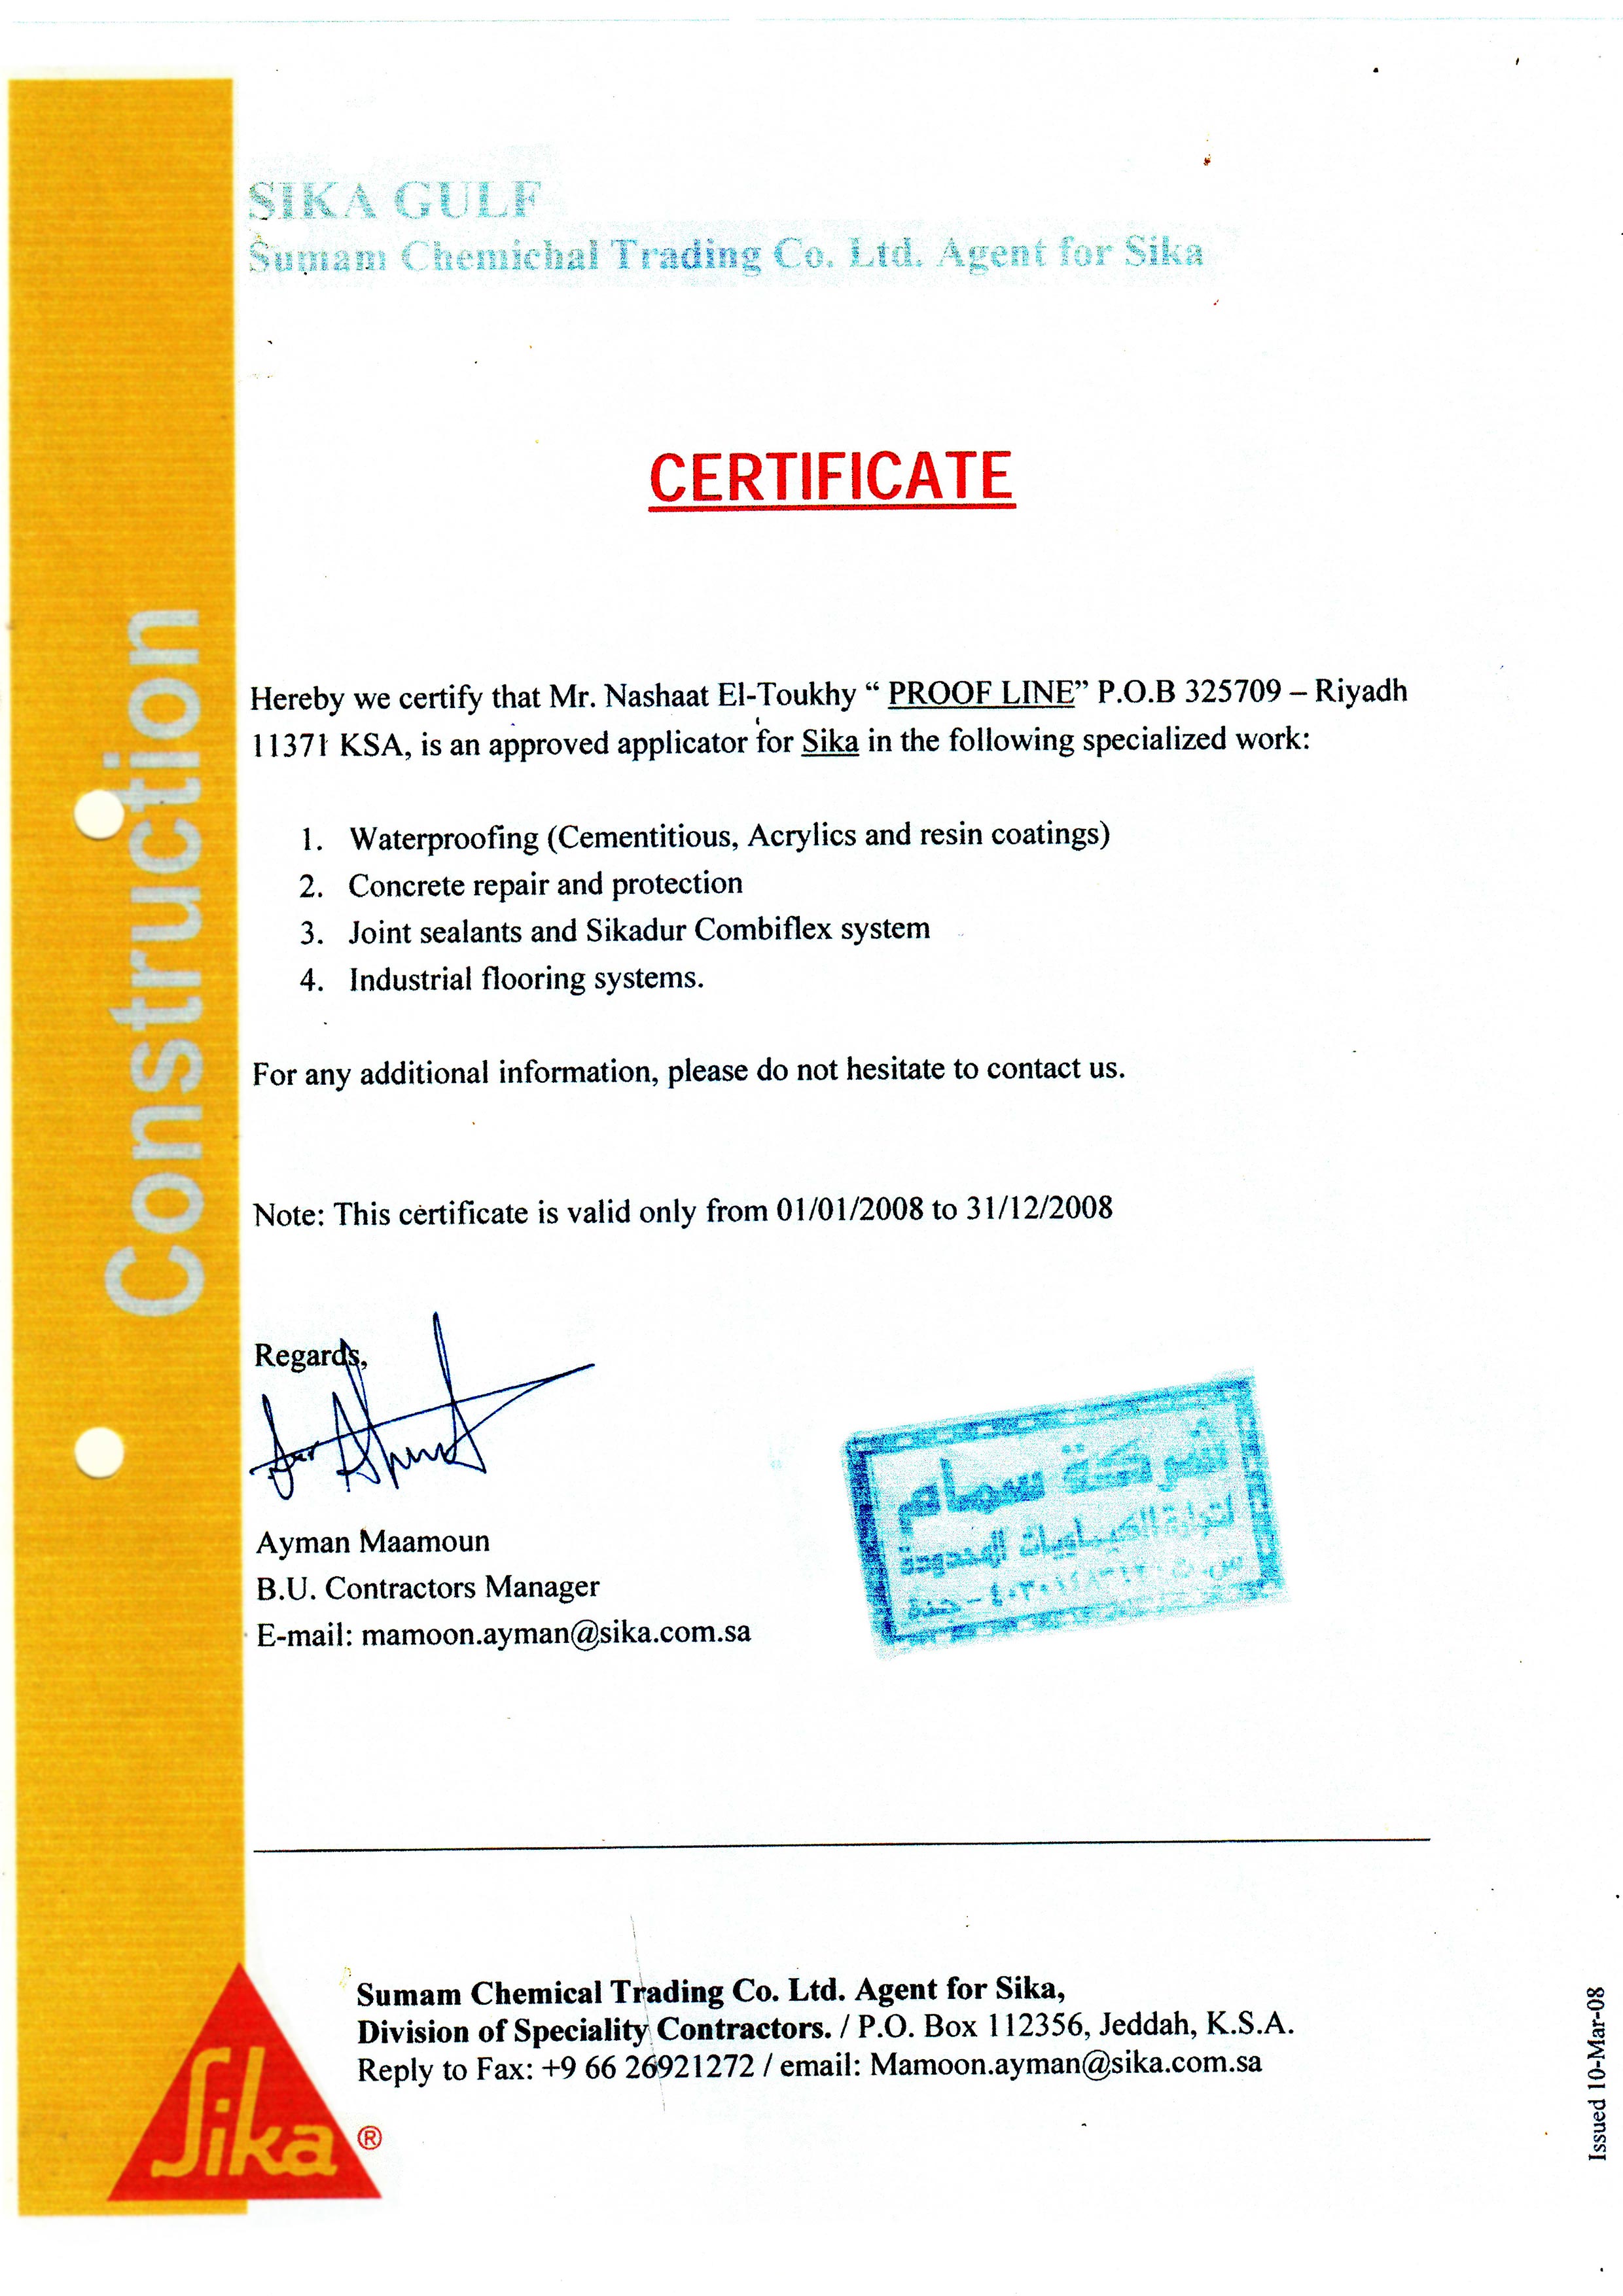 SIKA GULF
Sumam Chemichal Trading Co. Ltd. Agent for Sika
CERTIFICATE
Construction
Hereby we certify that Mr. Nashaat El-Toukhy “ PROOF LINE” P.O.B 325709 – Riyadh
11371 KSA, is an approved applicator for Sika in the following specialized work:
1. Waterproofing (Cementitious, Acrylics and resin coatings)
2. Concrete repair and protection
3. Joint sealants and Sikadur Combiflex system
4. Industrial flooring systems.
For any additional information, please do not hesitate to contact us.
Note: This certificate is valid only from 01/01/2008 to 31/12/2008
Regards,
Ayman Maamoun
B.U. Contractors Manager
E-mail: mamoon.ayman@sika.com.sa
شركة سمام
لتجارة الكيماويات المحدودة
س.ت. جدة
Sumam Chemical Trading Co. Ltd. Agent for Sika,
Division of Speciality Contractors. / P.O. Box 112356, Jeddah, K.S.A.
Reply to Fax: +9 66 26921272 / email: Mamoon.ayman@sika.com.sa
Sika ®
Issued 10-Mar-08